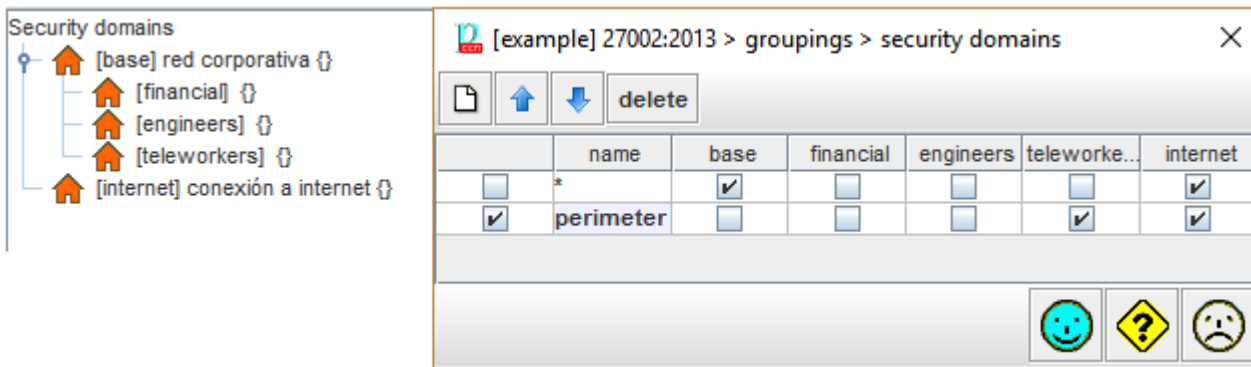 Security domains
[base] red corporativa {}
[financial] {}
[engineers] {}
[teleworkers] {}
[internet] conexión a internet {}
[example] 27002:2013 > groupings > security domains
delete
name base financial engineers teleworke... internet
*
perimeter
?